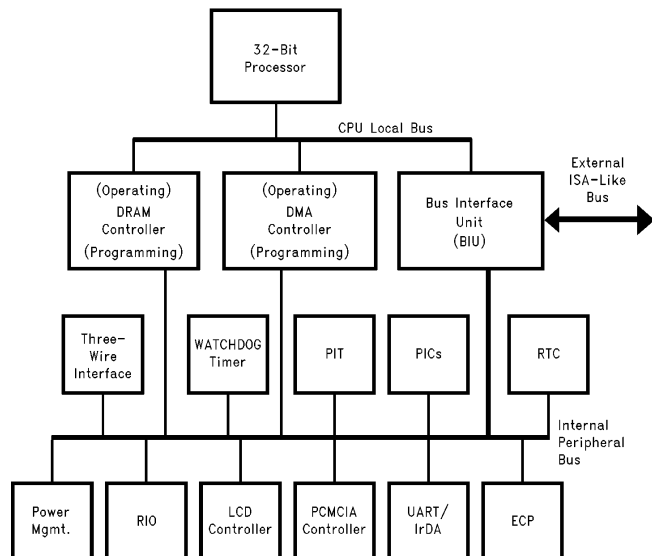 32-Bit
Processor
CPU Local Bus
External
ISA-Like
Bus
(Operating)
DRAM
Controller
(Programming)
(Operating)
DMA
Controller
(Programming)
Bus Interface
Unit
(BIU)
Three-
Wire
Interface
WATCHDOG
Timer
PIT
PICs
RTC
Internal
Peripheral
Bus
Power
Mgmt.
RIO
LCD
Controller
PCMCIA
Controller
UART/
IrDA
ECP